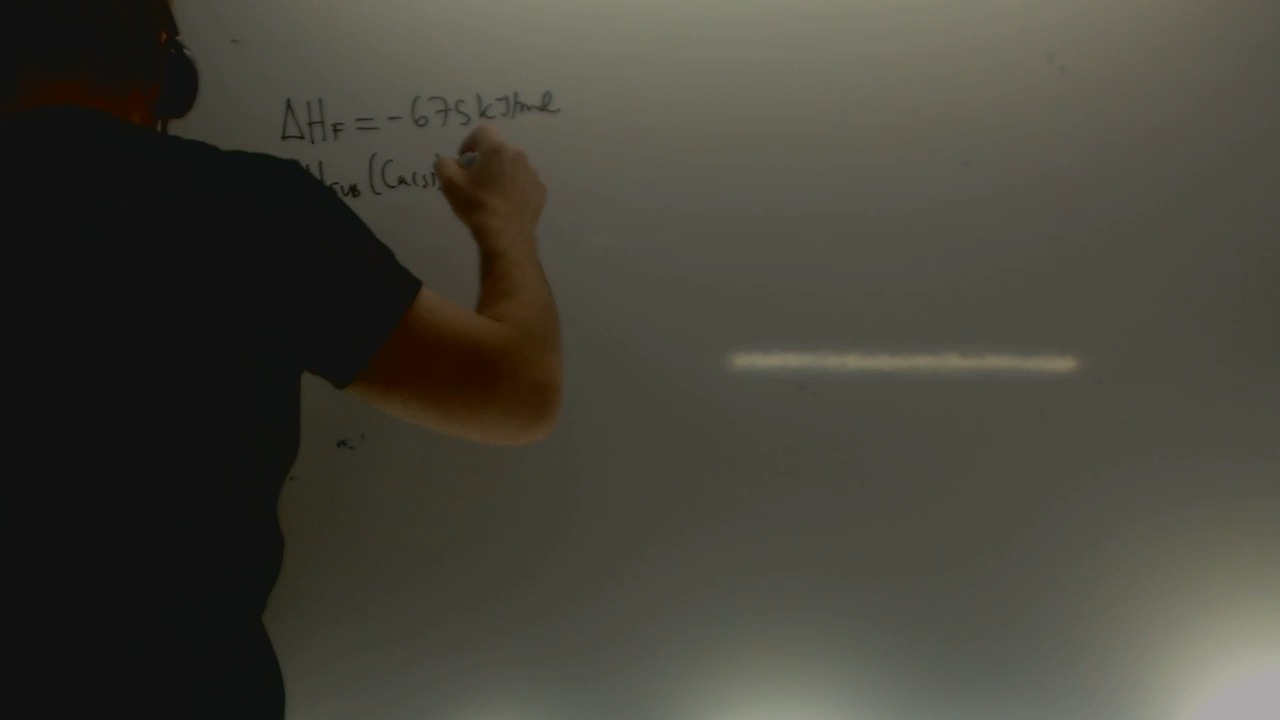 ΔH_F = -675 kJ/mol
H_SUB (Ca(s)